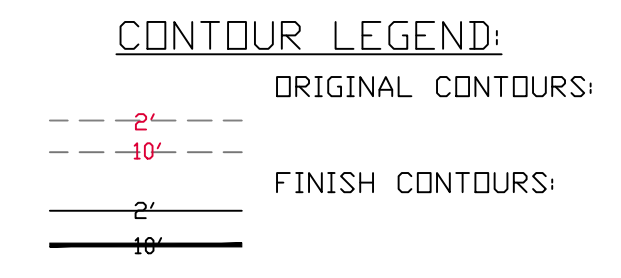 CONTOUR LEGEND:
ORIGINAL CONTOURS:
2'
10'
FINISH CONTOURS:
2'
10'